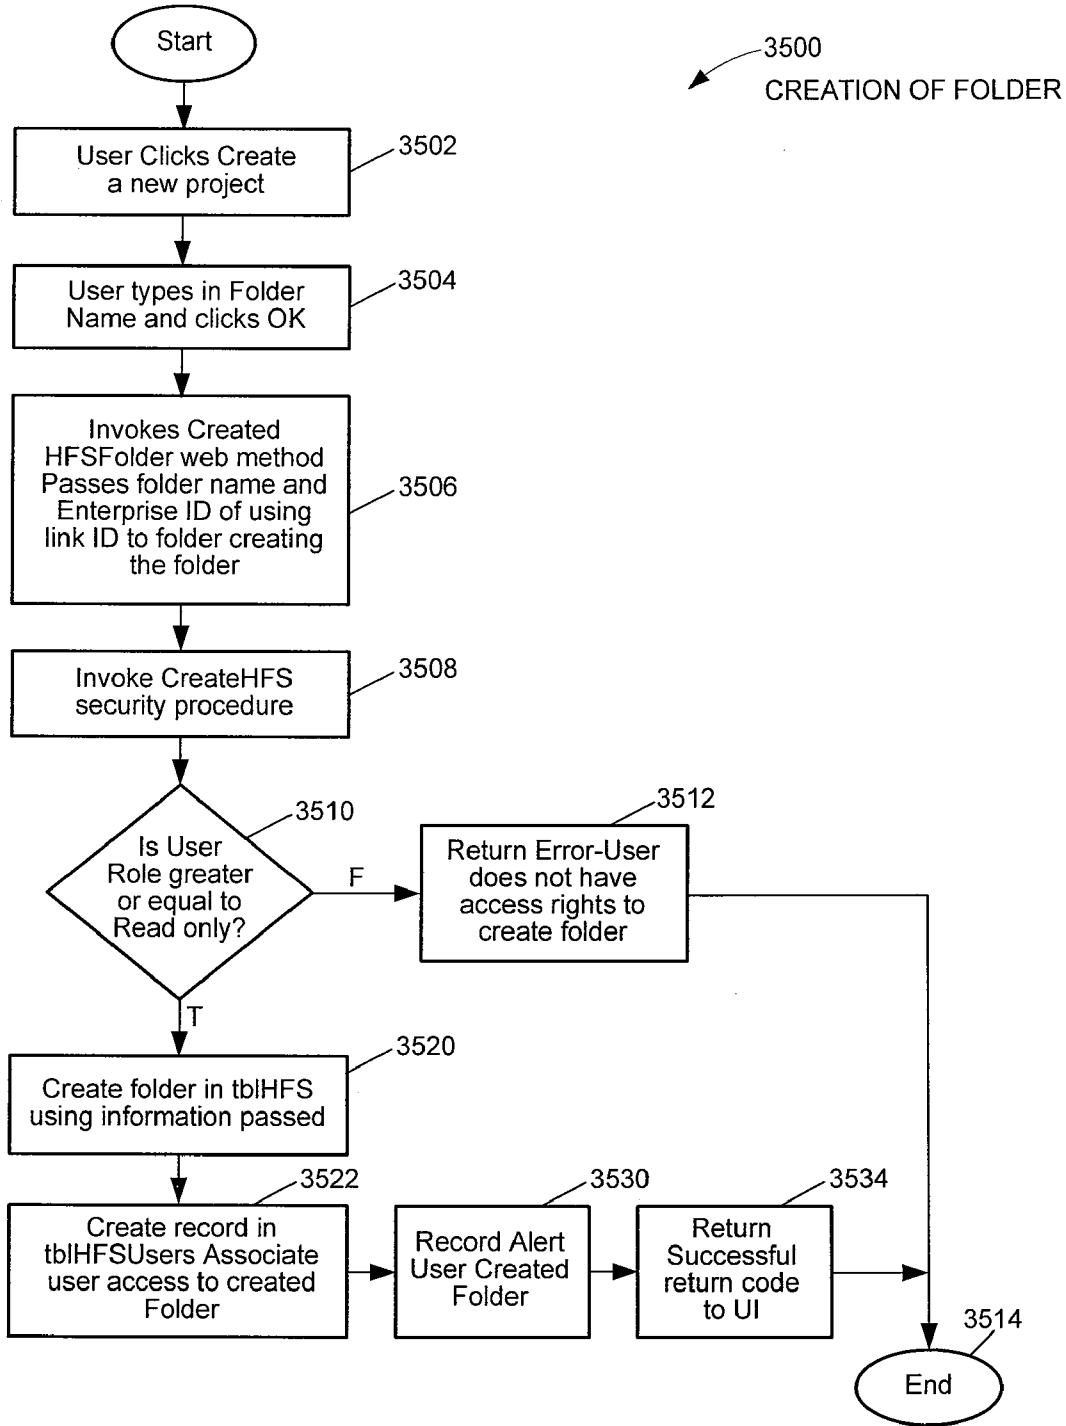 Start
3500
CREATION OF FOLDER
User Clicks Create
a new project
3502
User types in Folder
Name and clicks OK
3504
Invokes Created
HFSFolder web method
Passes folder name and
Enterprise ID of using
link ID to folder creating
the folder
3506
Invoke CreateHFS
security procedure
3508
Is User
Role greater
or equal to
Read only?
3510
F
Return Error-User
does not have
access rights to
create folder
3512
T
Create folder in tblHFS
using information passed
3520
Create record in
tblHFSUsers Associate
user access to created
Folder
3522
Record Alert
User Created
Folder
3530
Return
Successful
return code
to UI
3534
3514
End